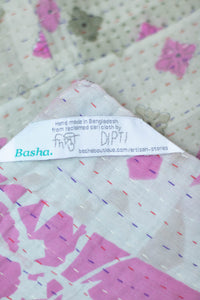 Hand made in Bangladesh
from reclaimed sari cloth by
DIPTI
Basha.
bashaboutique.com/artisan-stories